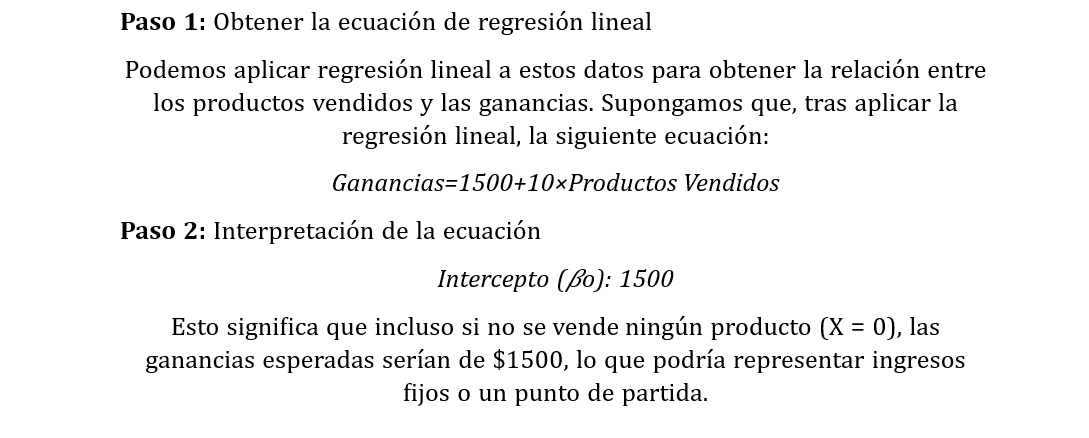 Paso 1: Obtener la ecuación de regresión lineal
Podemos aplicar regresión lineal a estos datos para obtener la relación entre
los productos vendidos y las ganancias. Supongamos que, tras aplicar la
regresión lineal, la siguiente ecuación:
Ganancias=1500+10×Productos Vendidos
Paso 2: Interpretación de la ecuación
Intercepto (βo): 1500
Esto significa que incluso si no se vende ningún producto (X = 0), las
ganancias esperadas serían de $1500, lo que podría representar ingresos
fijos o un punto de partida.